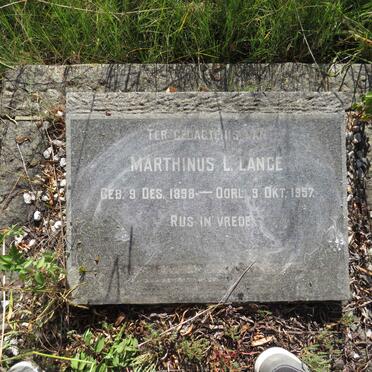 TER GEDAGTENIS VAN
MARTHINUS L. LANGE
GEB. 9 DES. 1898 — OORL. 9 OKT. 1957.
RUS IN VREDE